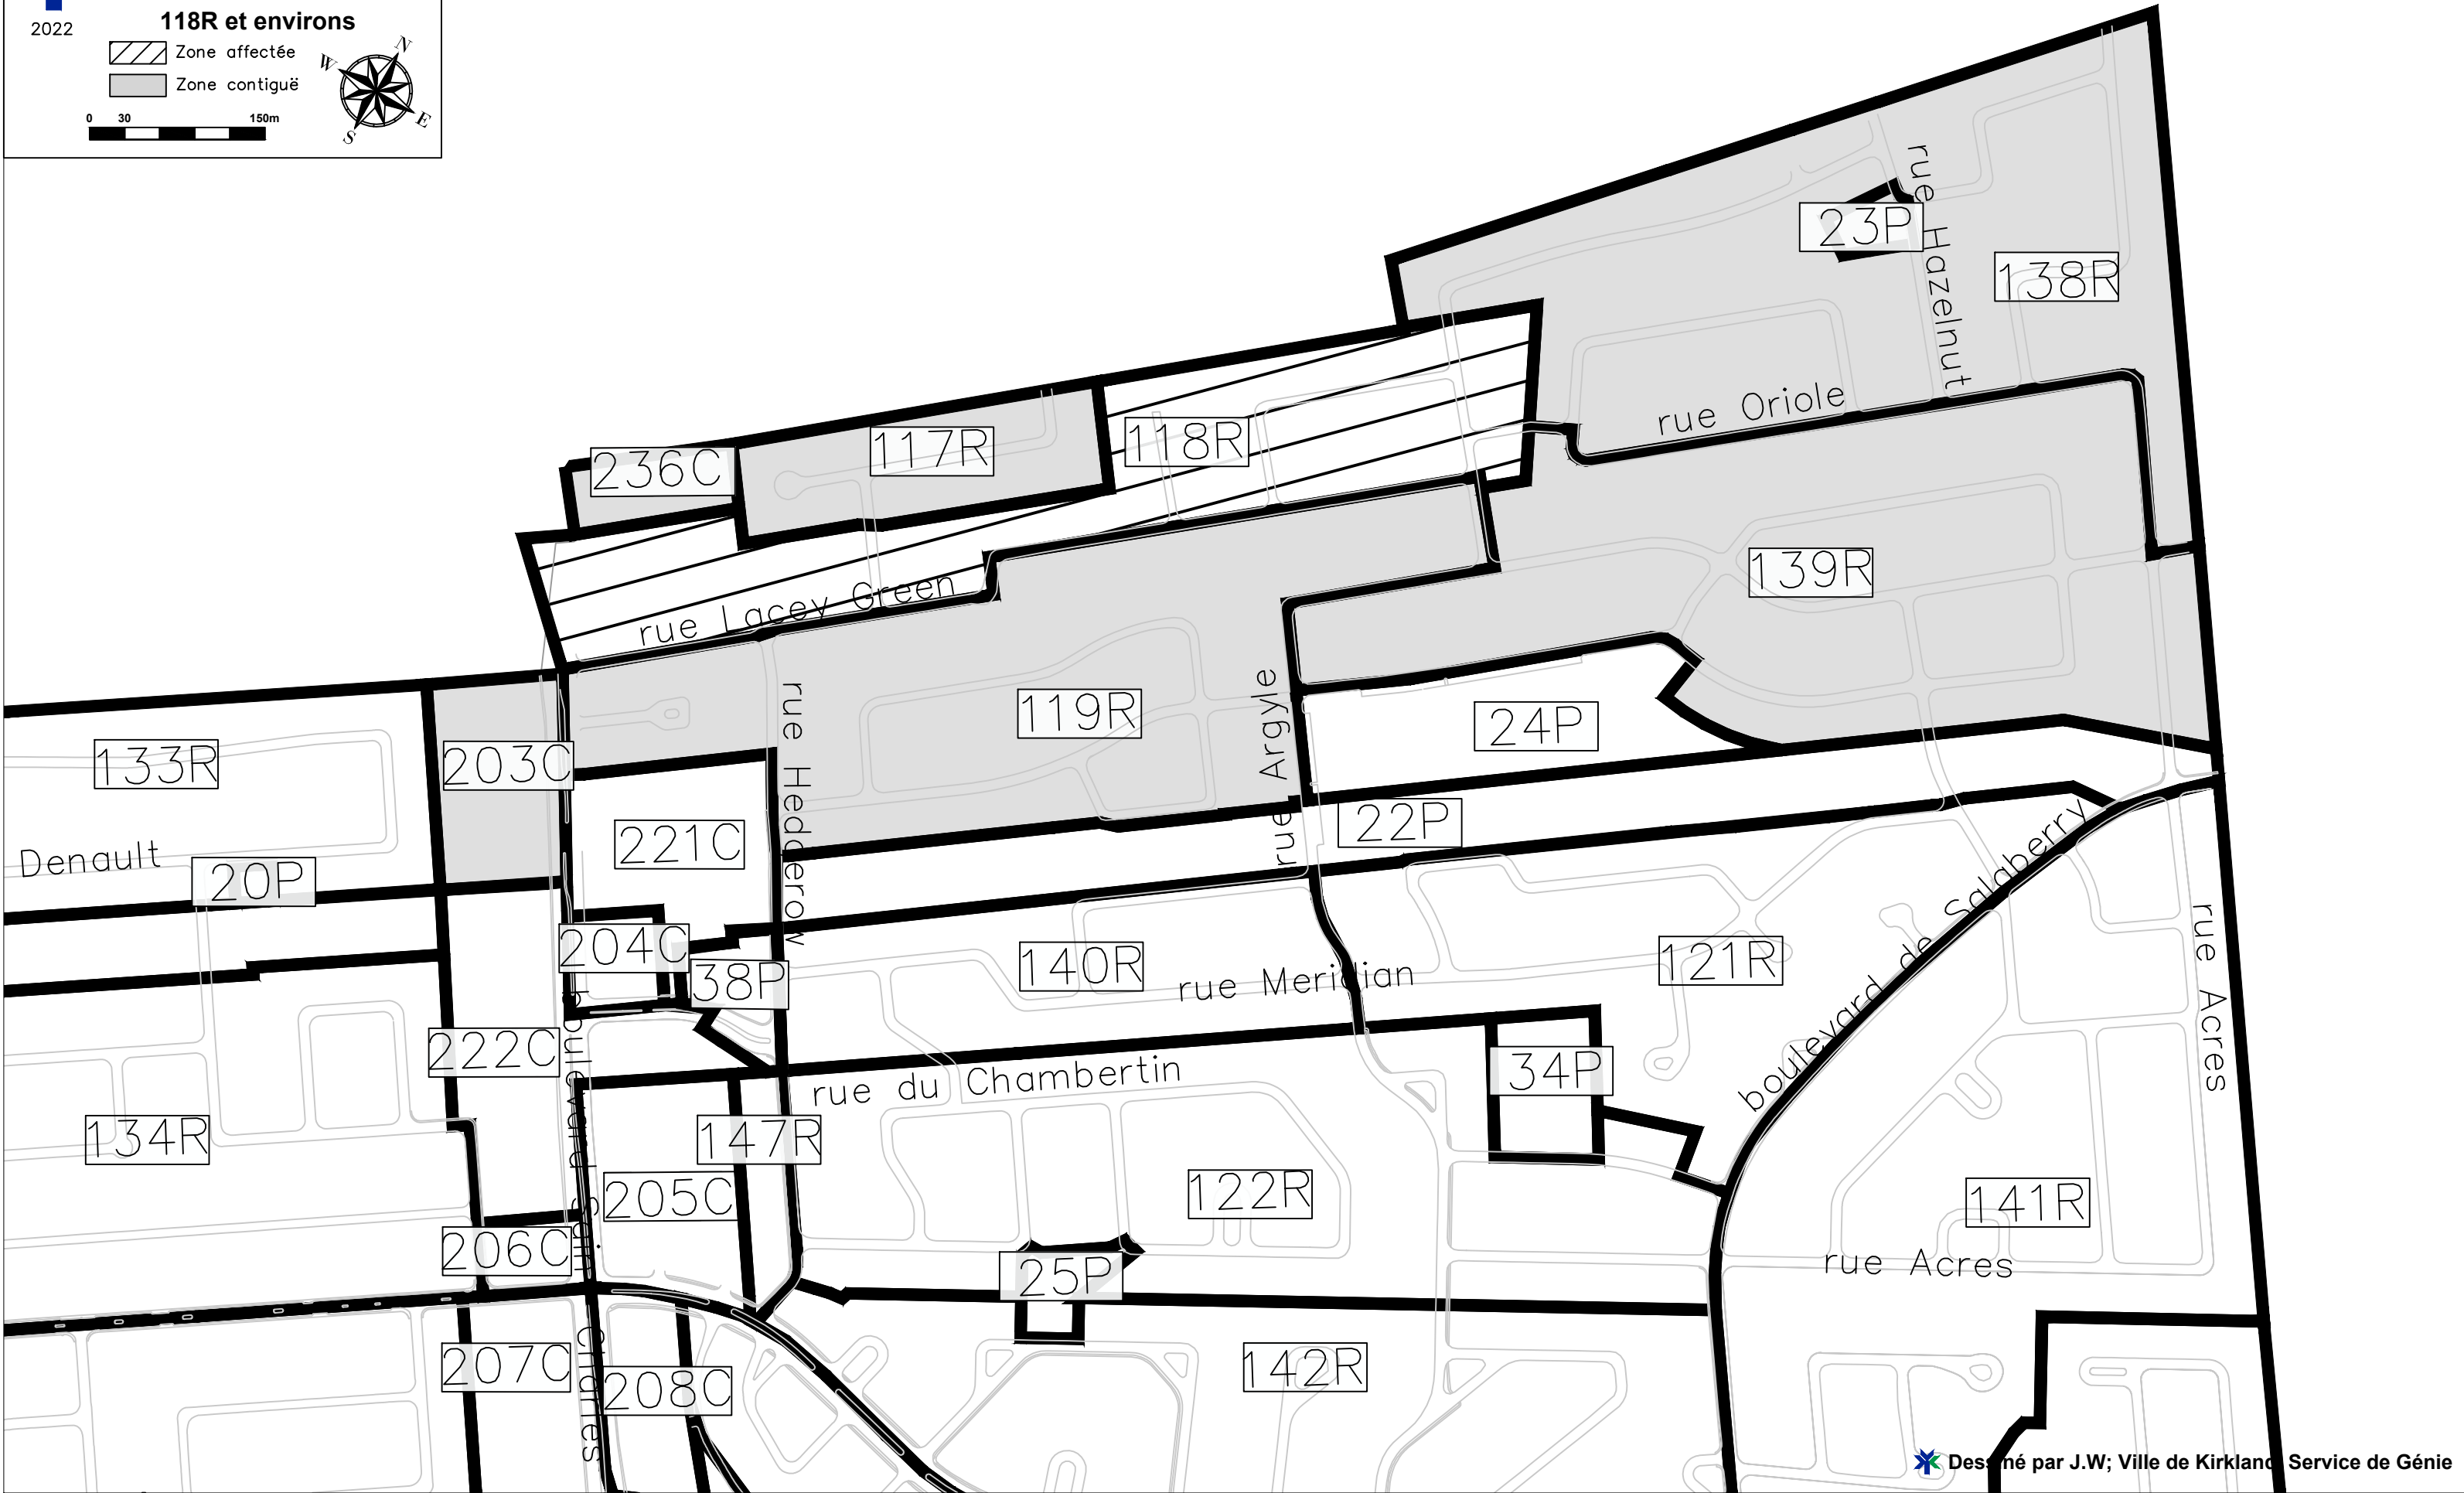 2022
118R et environs
Zone affectée
Zone contiguë
N
W
E
S
0 30 150m
23P
rue Hazelnut
138R
rue Oriole
236C
117R
118R
139R
rue Lacey Green
119R
rue Hedgerow
rue Argyle
24P
133R
203C
221C
22P
Denault
20P
204C
38P
140R
rue Meridian
121R
boulevard de Salaberry
rue Acres
222C
34P
rue du Chambertin
134R
147R
205C
122R
141R
boulevard Saint-Charles
206C
25P
rue Acres
207C
208C
142R
Dessiné par J.W; Ville de Kirkland Service de Génie